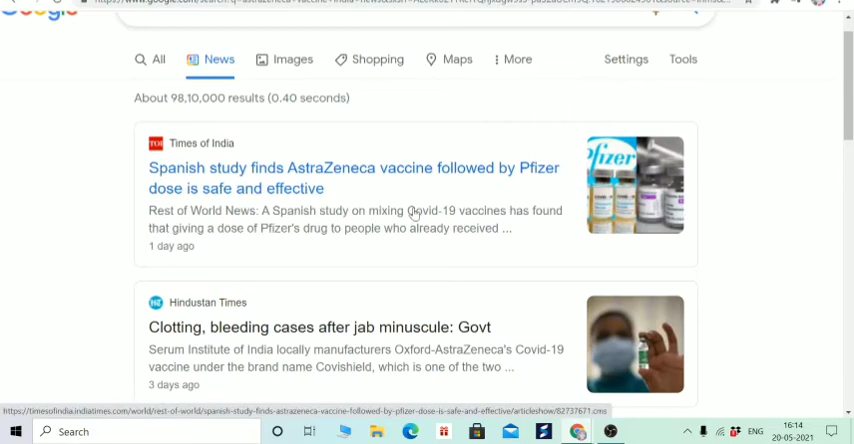 Google
All News Images Shopping Maps More Settings Tools
About 98,10,000 results (0.40 seconds)
TOI Times of India
Spanish study finds AstraZeneca vaccine followed by Pfizer
dose is safe and effective
Rest of World News: A Spanish study on mixing Covid-19 vaccines has found
that giving a dose of Pfizer's drug to people who already received ...
1 day ago
Pfizer
HT Hindustan Times
Clotting, bleeding cases after jab minuscule: Govt
Serum Institute of India locally manufacturers Oxford-AstraZeneca's Covid-19
vaccine under the brand name Covishield, which is one of the two ...
3 days ago
https://timesofindia.indiatimes.com/world/rest-of-world/spanish-study-finds-astrazeneca-vaccine-followed-by-pfizer-dose-is-safe-and-effective/articleshow/82737671.cms
Search
ENG
16:14
20-05-2021